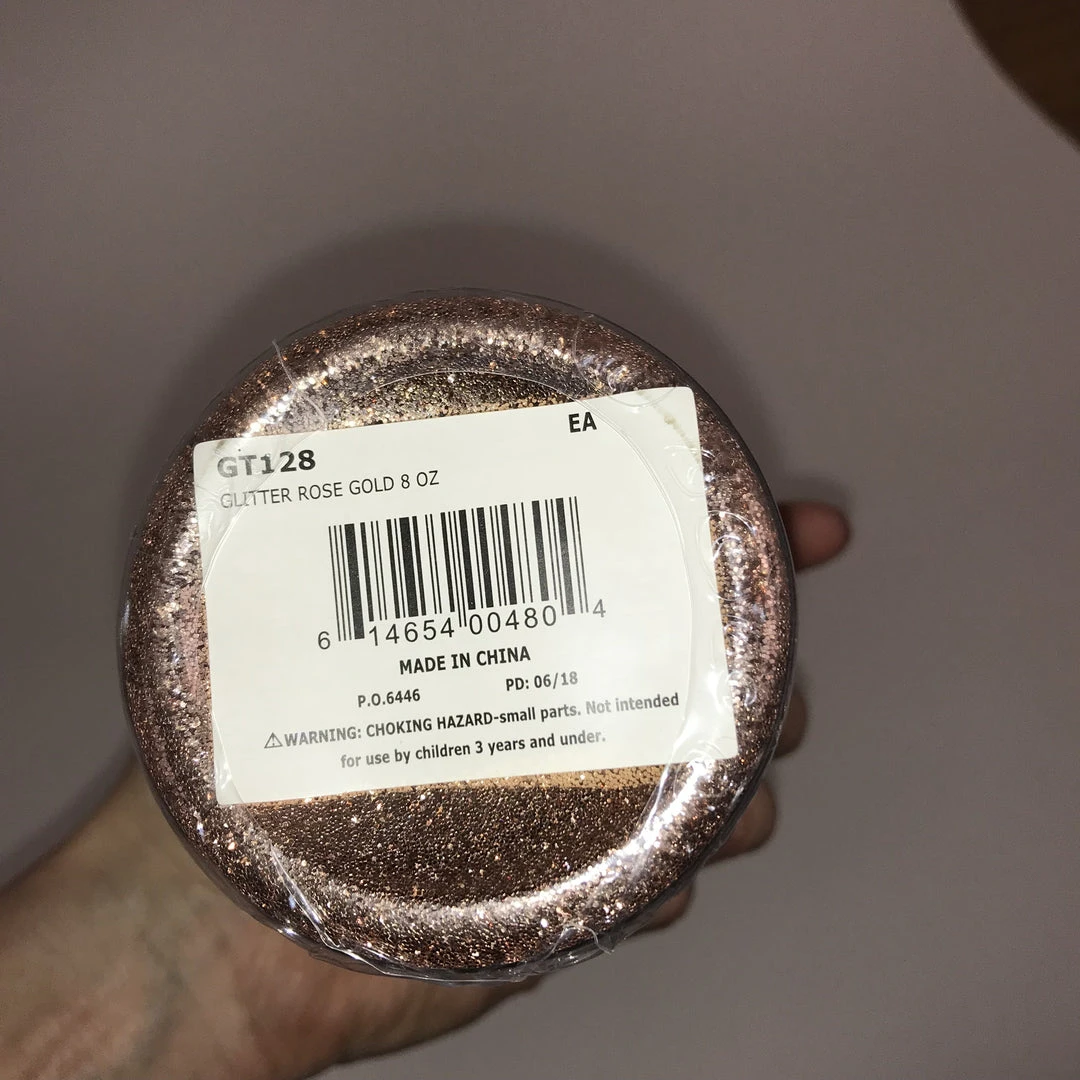 EA
GT128
GLITTER ROSE GOLD 8 OZ
6 14654 00480 4
MADE IN CHINA
P.O.6446 PD: 06/18
⚠WARNING: CHOKING HAZARD-small parts. Not intended
for use by children 3 years and under.